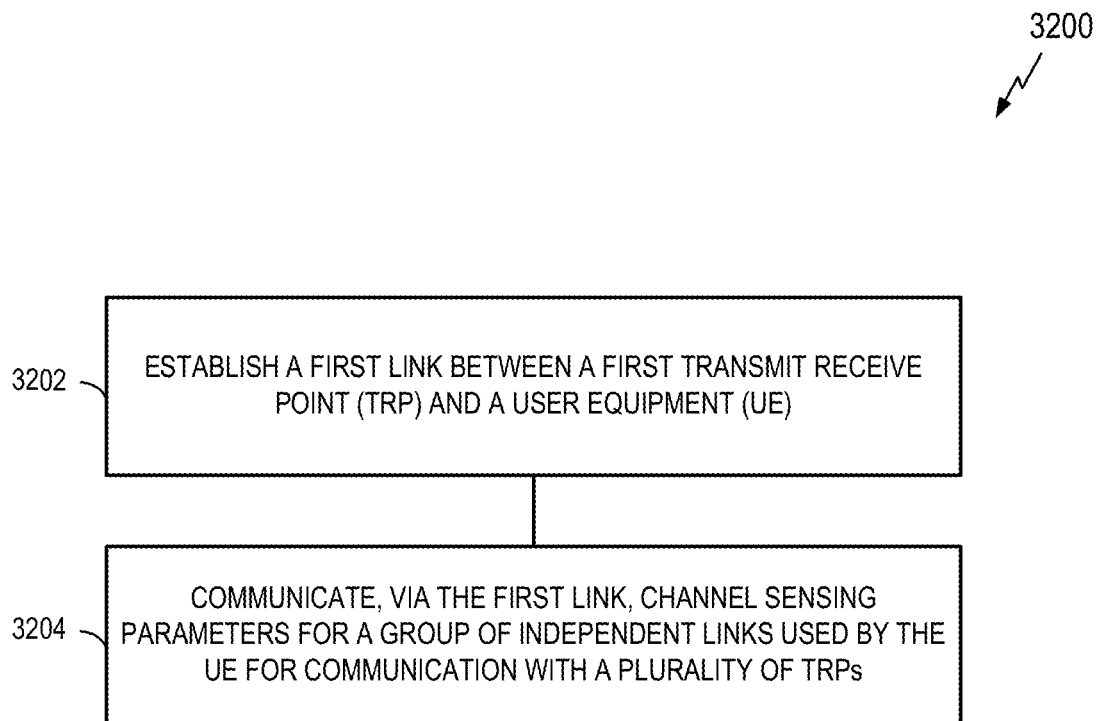 3200
3202
ESTABLISH A FIRST LINK BETWEEN A FIRST TRANSMIT RECEIVE
POINT (TRP) AND A USER EQUIPMENT (UE)
3204
COMMUNICATE, VIA THE FIRST LINK, CHANNEL SENSING
PARAMETERS FOR A GROUP OF INDEPENDENT LINKS USED BY THE
UE FOR COMMUNICATION WITH A PLURALITY OF TRPs